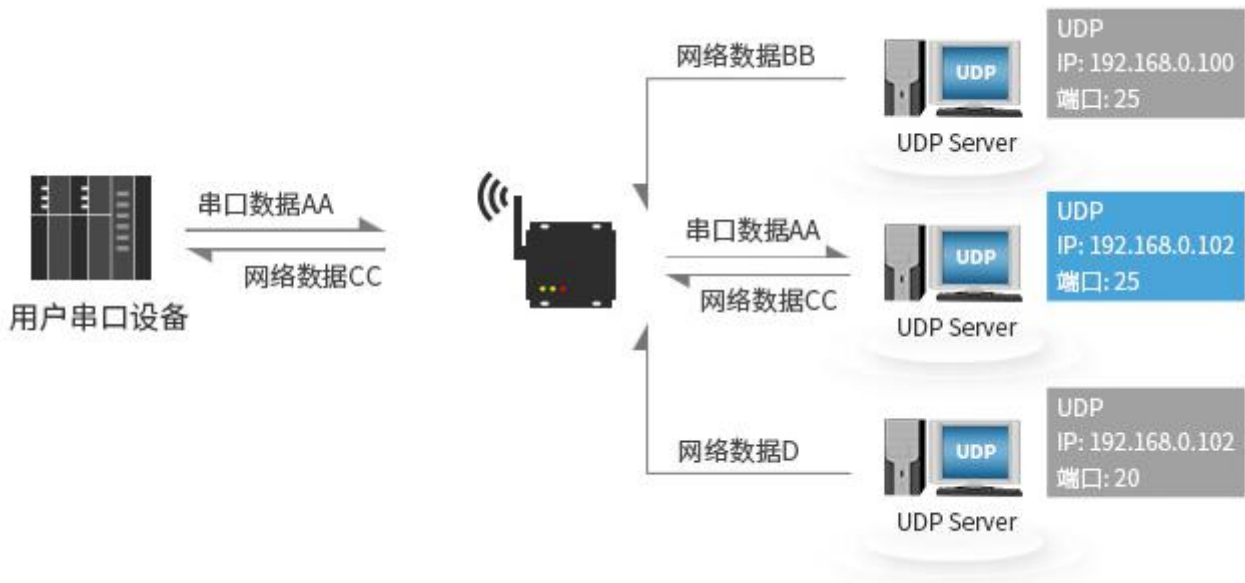 网络数据BB
UDP
UDP Server
UDP
IP: 192.168.0.100
端口: 25
串口数据AA
网络数据CC
用户串口设备
串口数据AA
网络数据CC
UDP
UDP Server
UDP
IP: 192.168.0.102
端口: 25
网络数据D
UDP
UDP Server
UDP
IP: 192.168.0.102
端口: 20